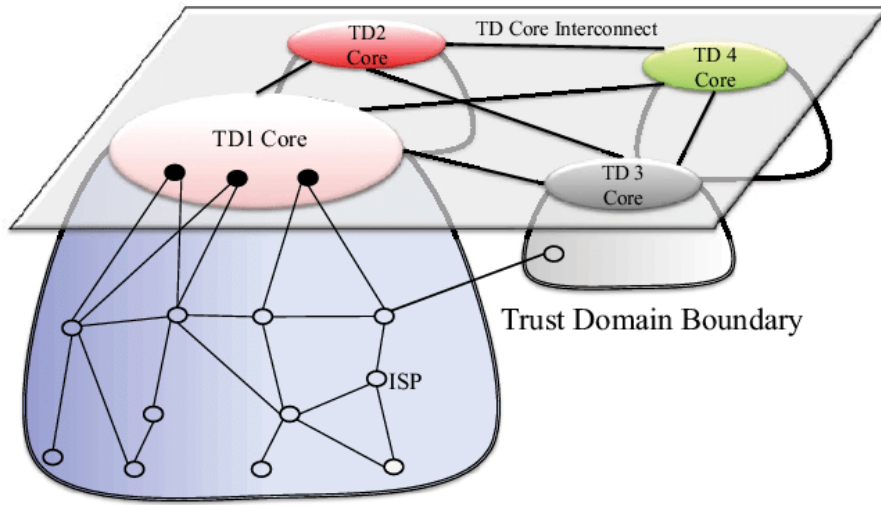 TD2
Core
TD Core Interconnect
TD 4
Core
TD1 Core
TD 3
Core
Trust Domain Boundary
ISP